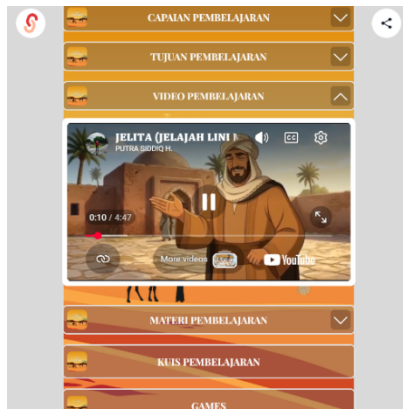 CAPAIAN PEMBELAJARAN
TUJUAN PEMBELAJARAN
VIDEO PEMBELAJARAN
JELITA (JELAJAH LINI
PUTRA SIDDIQ H.
CC
0:10 / 4:47
More videos
YouTube
MATERI PEMBELAJARAN
KUIS PEMBELAJARAN
GAMES